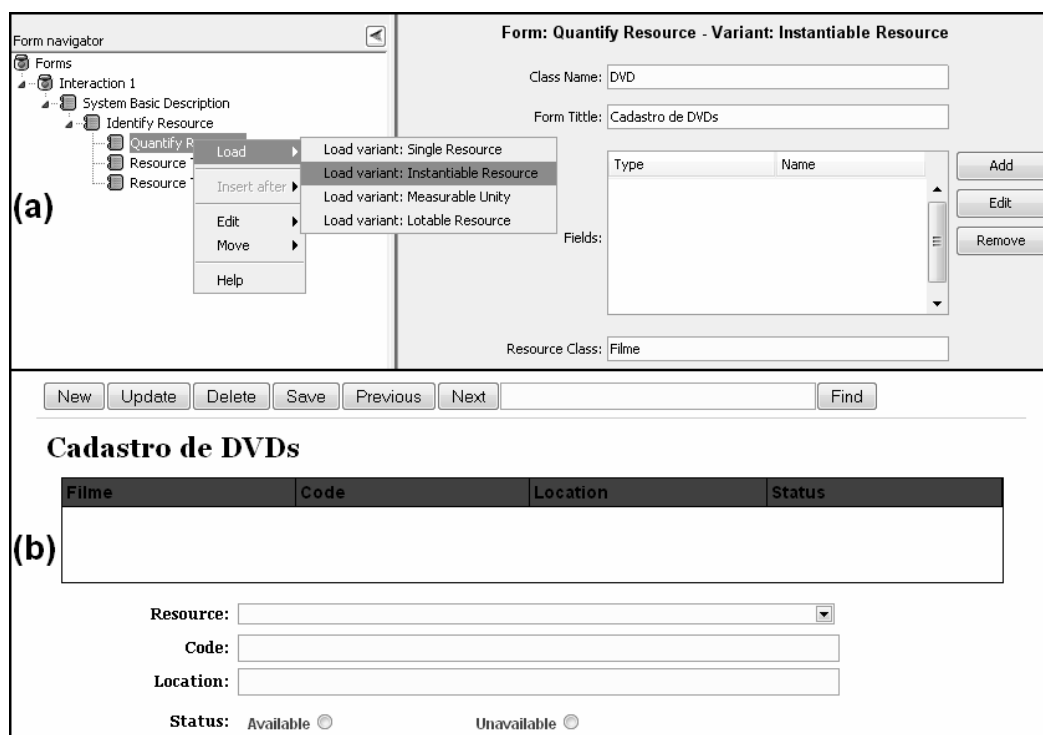 Form navigator
Forms
Interaction 1
System Basic Description
Identify Resource
Quantify R
Resource
Resource
Load
Insert after
Edit
Move
Help
Load variant: Single Resource
Load variant: Instantiable Resource
Load variant: Measurable Unity
Load variant: Lotable Resource
(a)
Form: Quantify Resource - Variant: Instantiable Resource
Class Name: DVD
Form Tittle: Cadastro de DVDs
Type Name
Fields:
Add
Edit
Remove
Resource Class: Filme
New Update Delete Save Previous Next Find
Cadastro de DVDs
Filme Code Location Status
(b)
Resource:
Code:
Location:
Status: Available Unavailable